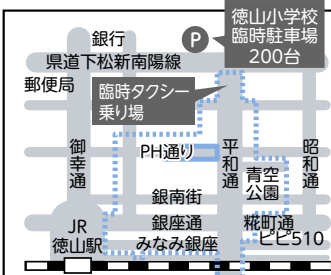 徳山小学校
臨時駐車場
200台
P
銀行
県道下松新南陽線
郵便局
臨時タクシー
乗り場
御幸通
PH通り
平和通
昭和通
青空
公園
銀南街
銀座通
糀町通
JR
徳山駅
みなみ銀座
ピピ510